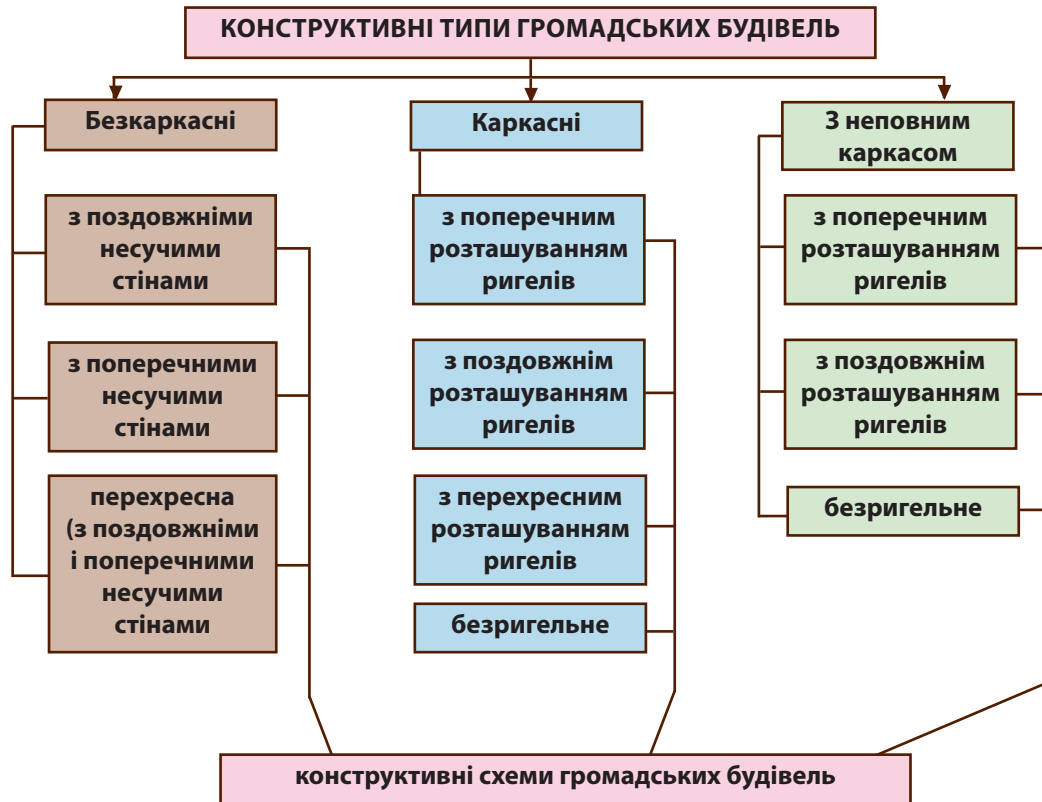 КОНСТРУКТИВНІ ТИПИ ГРОМАДСЬКИХ БУДІВЕЛЬ
Безкаркасні
з поздовжніми
несучими
стінами
з поперечними
несучими
стінами
перехресна
(з поздовжніми
і поперечними
несучими
стінами
Каркасні
з поперечним
розташуванням
ригелів
з поздовжнім
розташуванням
ригелів
з перехресним
розташуванням
ригелів
безригельне
З неповним
каркасом
з поперечним
розташуванням
ригелів
з поздовжнім
розташуванням
ригелів
безригельне
конструктивні схеми громадських будівель